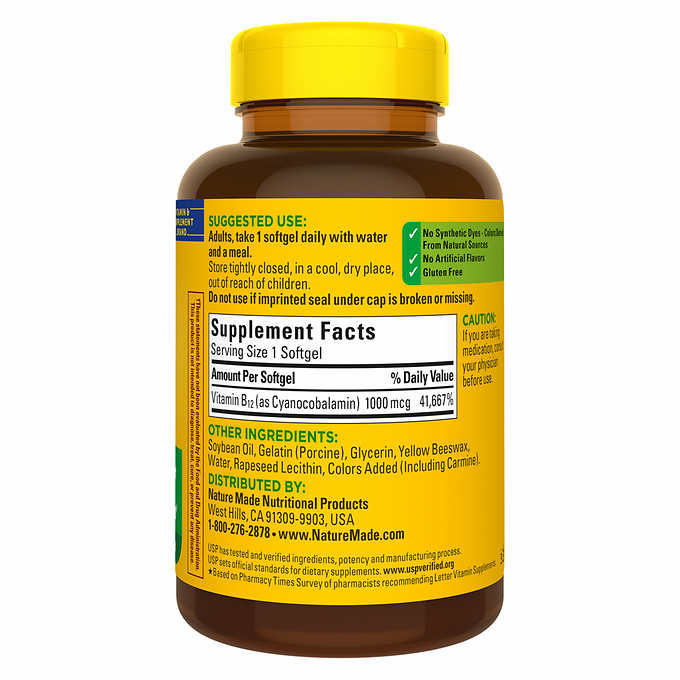 SUGGESTED USE:
Adults, take 1 softgel daily with water
and a meal.
Store tightly closed, in a cool, dry place,
out of reach of children.
Do not use if imprinted seal under cap is broken or missing.
Supplement Facts
Serving Size 1 Softgel
Amount Per Softgel % Daily Value
Vitamin B12 (as Cyanocobalamin) 1000 mcg 41,667%
OTHER INGREDIENTS:
Soybean Oil, Gelatin (Porcine), Glycerin, Yellow Beeswax,
Water, Rapeseed Lecithin, Colors Added (Including Carmine).
DISTRIBUTED BY:
Nature Made Nutritional Products
West Hills, CA 91309-9903, USA
1-800-276-2878 • www.NatureMade.com
USP has tested and verified ingredients, potency and manufacturing process.
USP sets official standards for dietary supplements. www.uspverified.org
★Based on Pharmacy Times Survey of pharmacists recommending Letter Vitamin Supplements
✓ No Synthetic Dyes • Colors
From Natural Sources
✓ No Artificial Flavors
✓ Gluten Free
CAUTION:
If you are taking
medication,
your physician
before use.
†These statements have not been evaluated by the Food and Drug Administration.
This product is not intended to diagnose, treat, cure, or prevent any disease.